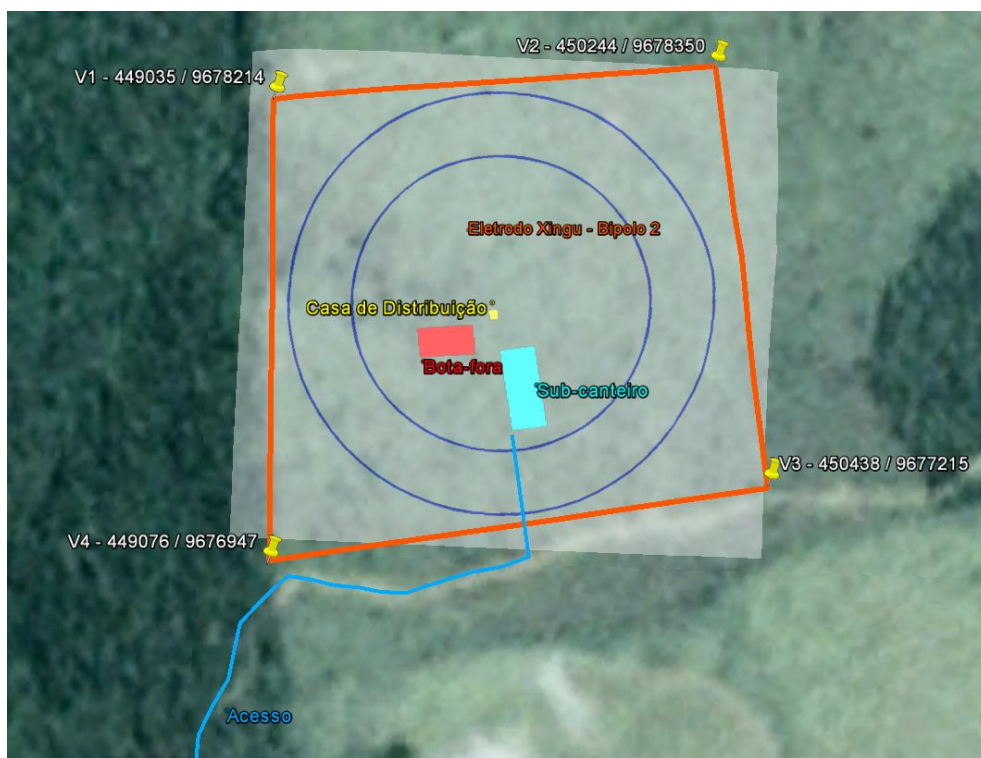 V2 - 450244 / 9678350
V1 - 449035 / 9678214
Eletrodo Xingu - Bipolo 2
Casa de Distribuição
Bota-fora
Sub-canteiro
V3 - 450438 / 9677215
V4 - 449076 / 9676947
Acesso